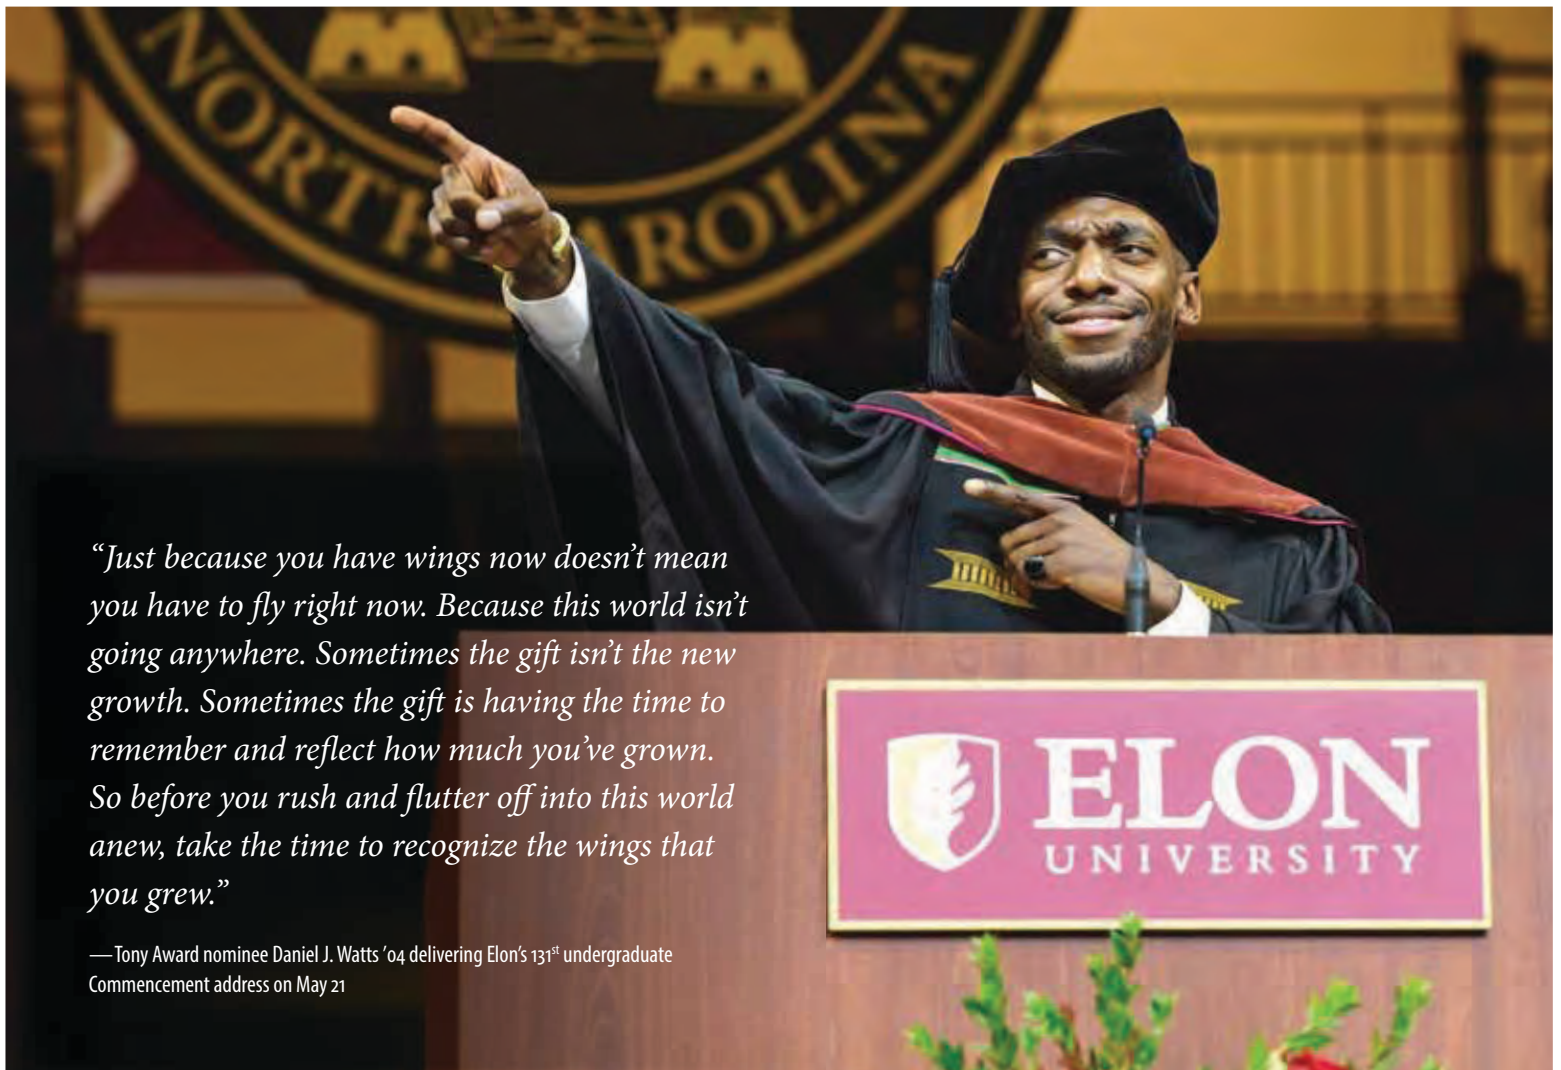 NORTH CAROLINA
“Just because you have wings now doesn’t mean
you have to fly right now. Because this world isn’t
going anywhere. Sometimes the gift isn’t the new
growth. Sometimes the gift is having the time to
remember and reflect how much you’ve grown.
So before you rush and flutter off into this world
anew, take the time to recognize the wings that
you grew.”
—Tony Award nominee Daniel J. Watts ’04 delivering Elon’s 131st undergraduate
Commencement address on May 21
ELON
UNIVERSITY